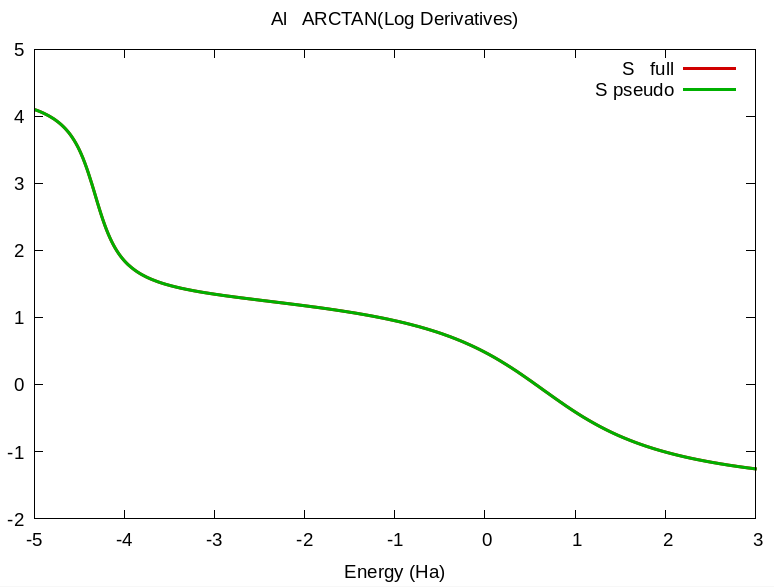 Al   ARCTAN(Log Derivatives)
S   full
S pseudo
5
4
3
2
1
0
-1
-2
-5 -4 -3 -2 -1 0 1 2 3
Energy (Ha)